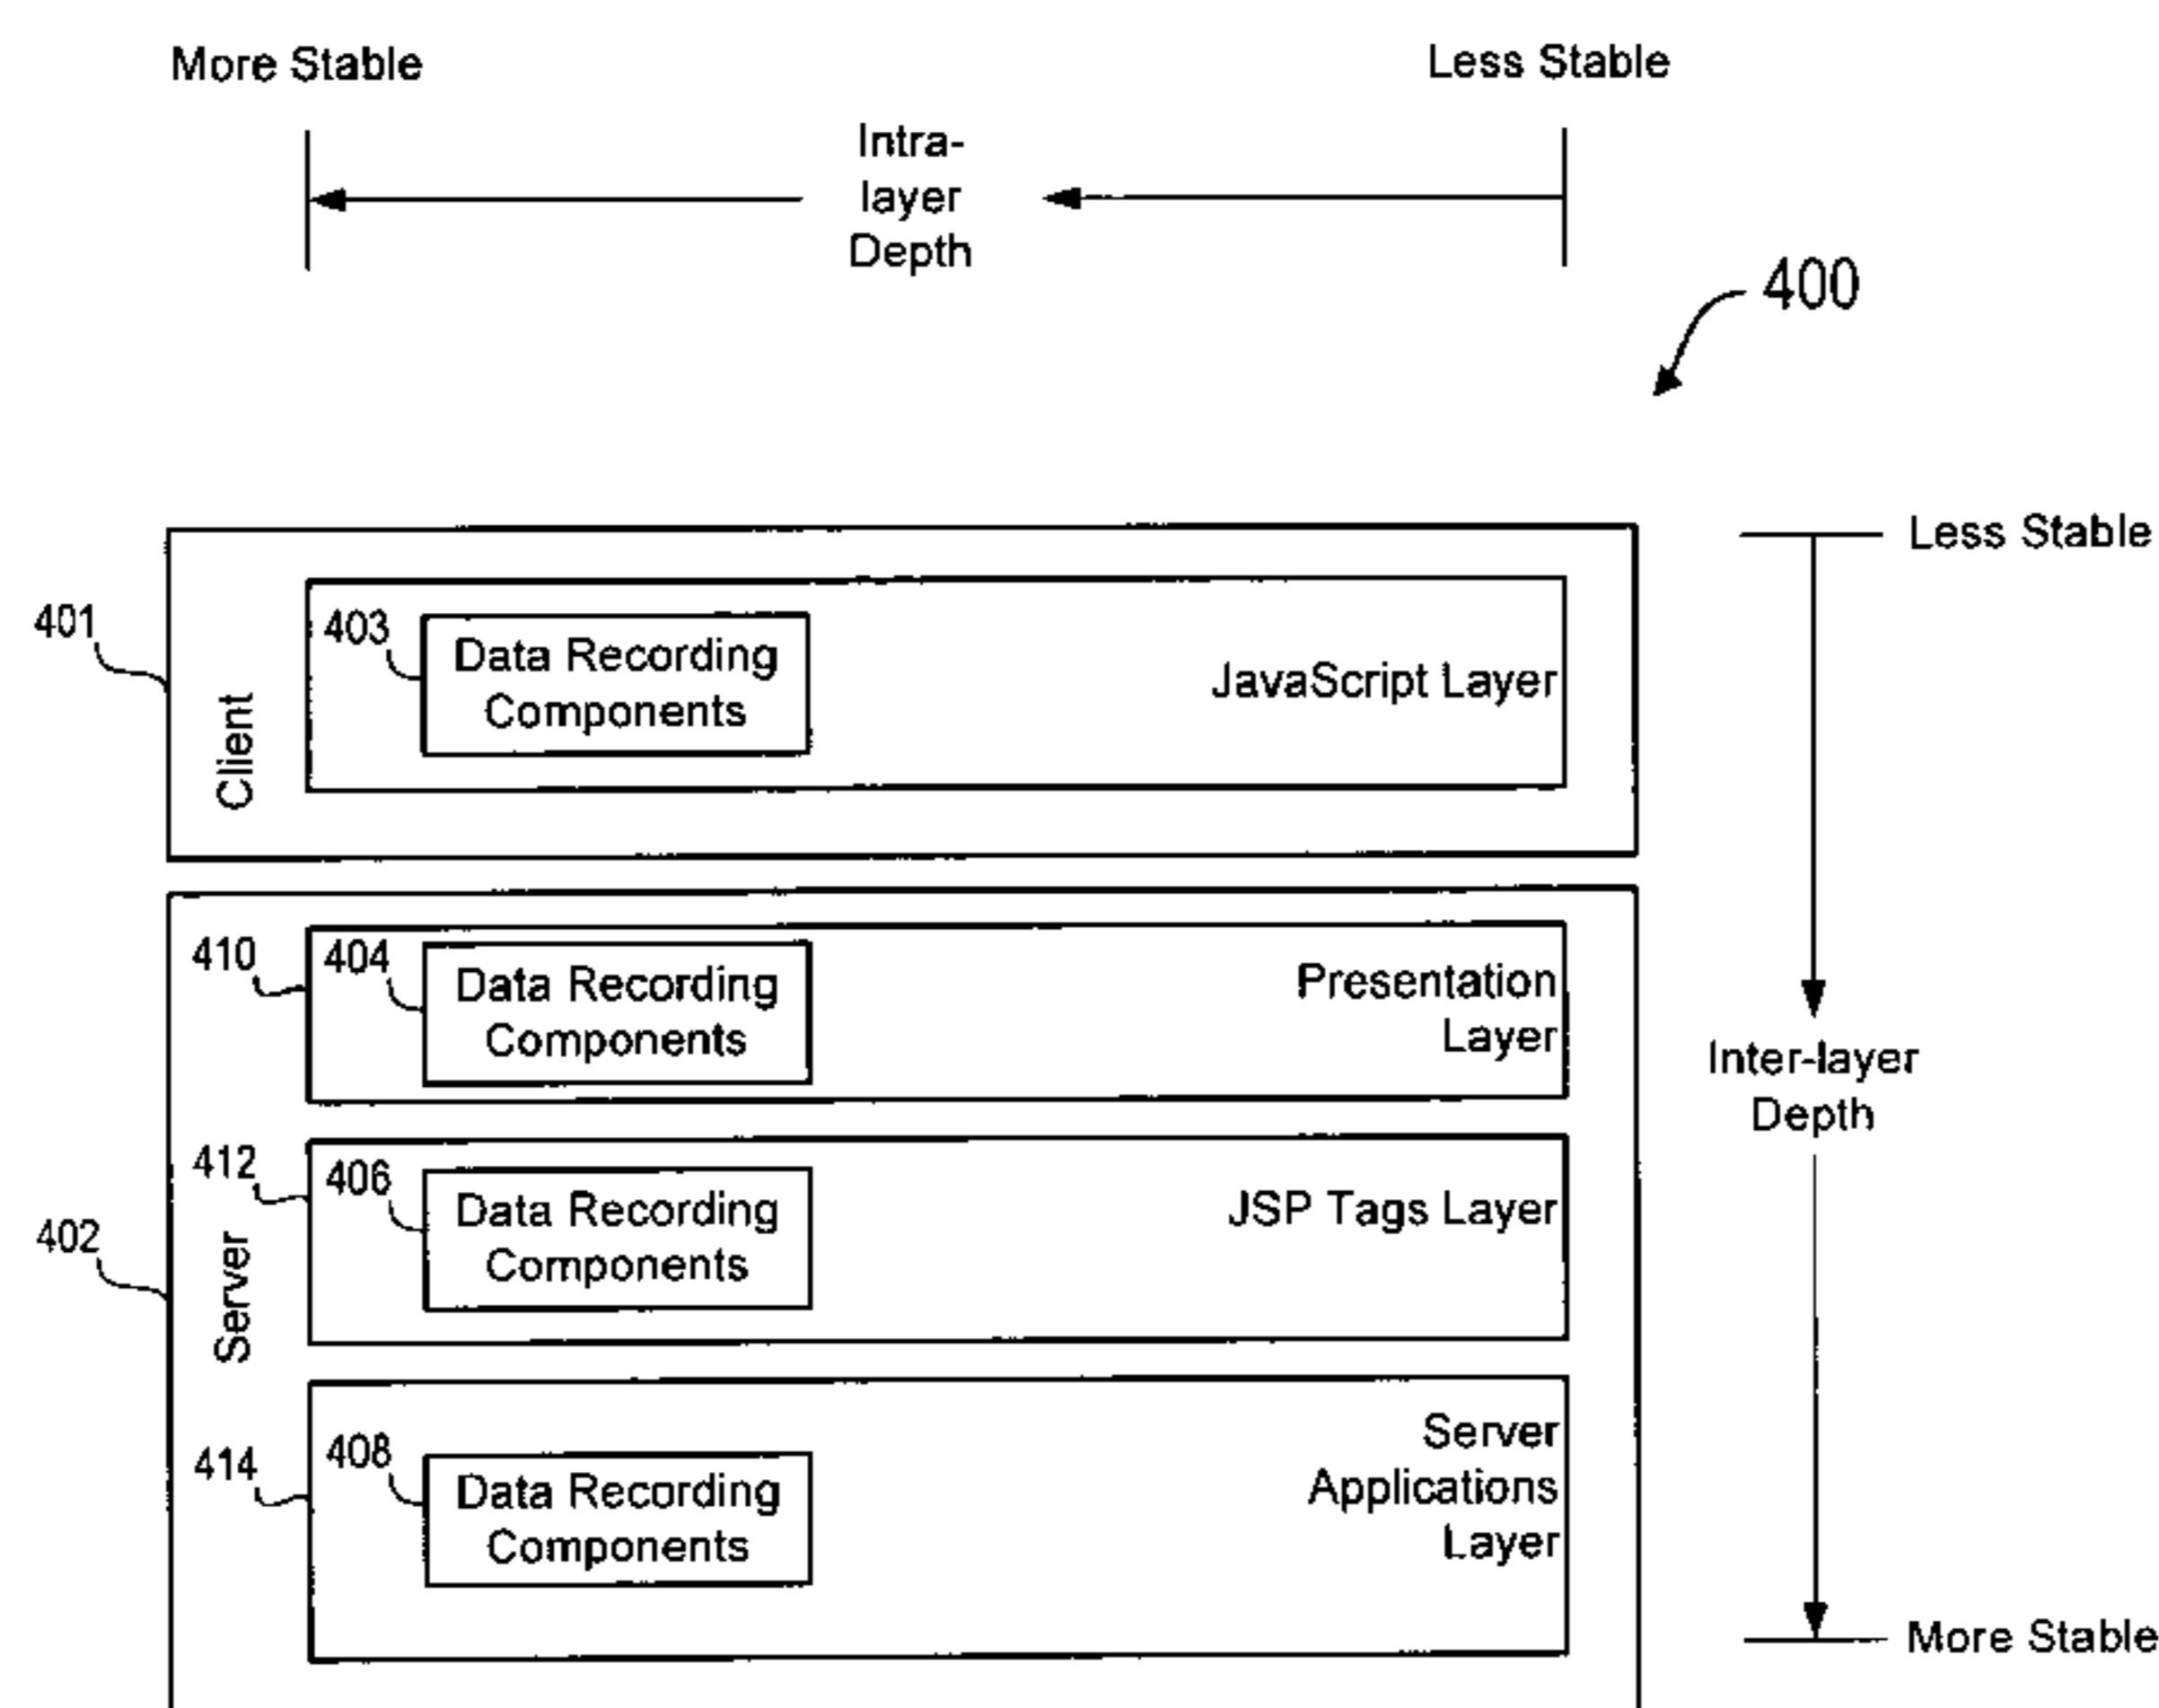 More Stable
Less Stable
Intra-
layer
Depth
400
Less Stable
401
Client
403
Data Recording
Components
JavaScript Layer
402
Server
410
404
Data Recording
Components
Presentation
Layer
Inter-layer
Depth
412
406
Data Recording
Components
JSP Tags Layer
414
408
Data Recording
Components
Server
Applications
Layer
More Stable